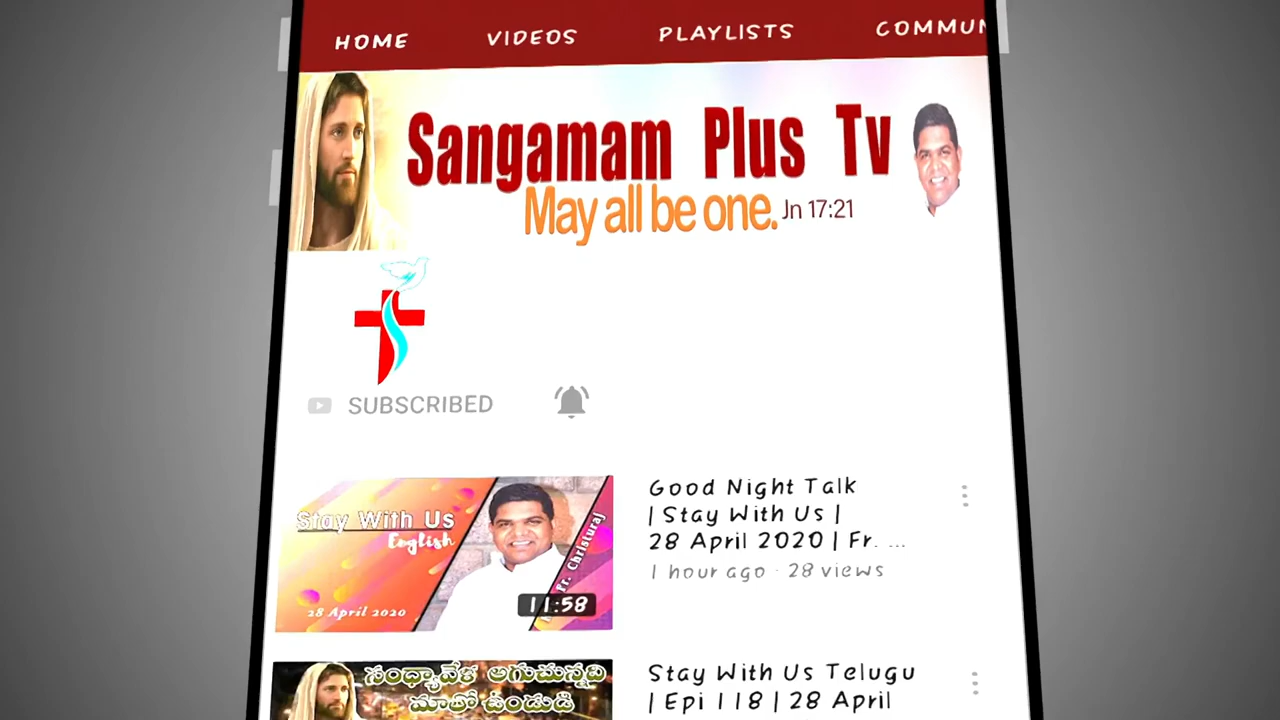 HOME VIDEOS PLAYLISTS COMMUN
Sangamam Plus Tv
May all be one. Jn 17:21
SUBSCRIBED
Stay With Us
English
28 April 2020
Fr. Christuraj
11:58
Good Night Talk
| Stay With Us |
28 April 2020 | Fr. ...
1 hour ago · 28 views
సంధ్యావేళ అగుచున్నది
మాతో ఉండుడి
Stay With Us Telugu
| Epi 118 | 28 April